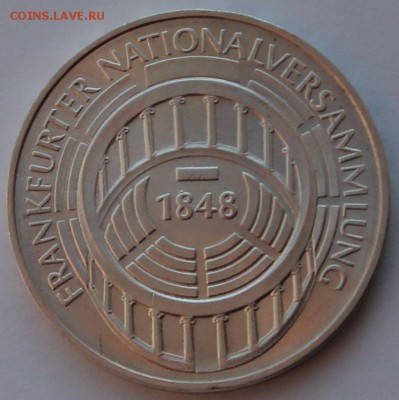 COINS.LAVE.RU
FRANKFURTER NATIONALVERSAMMLUNG
1848